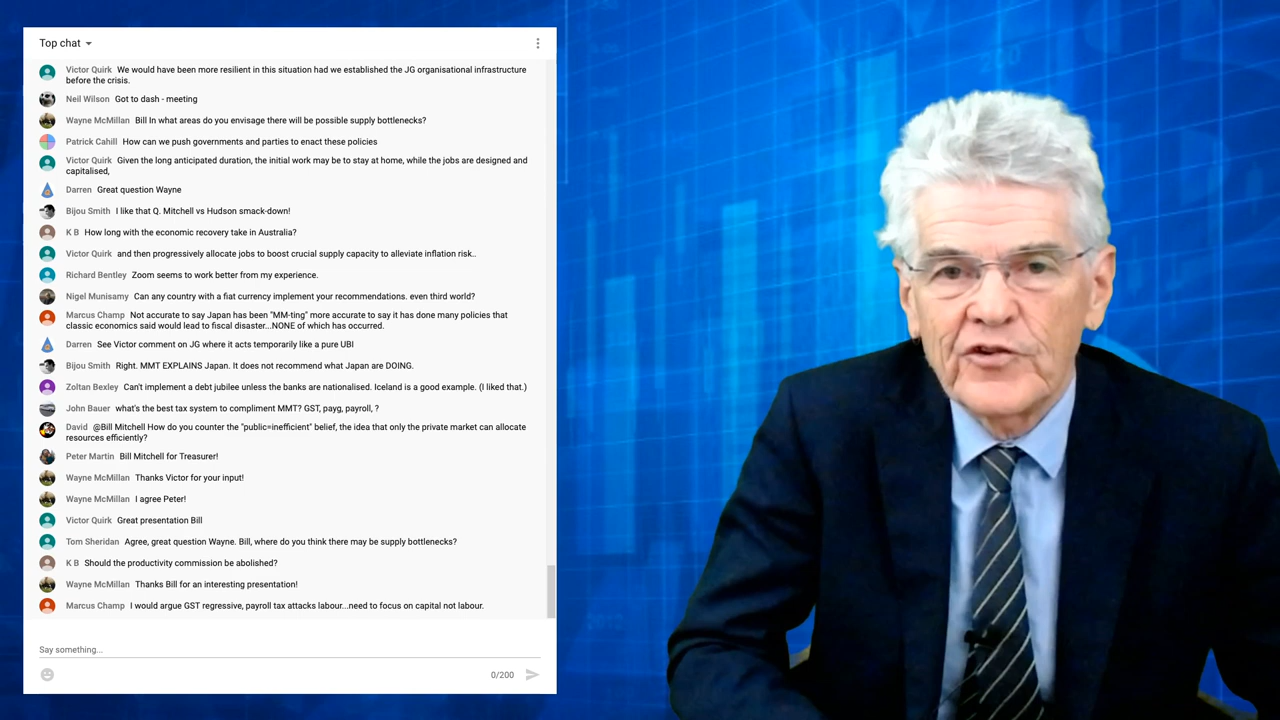 Top chat
Victor Quirk We would have been more resilient in this situation had we established the JG organisational infrastructure
before the crisis.
Neil Wilson Got to dash - meeting
Wayne McMillan Bill In what areas do you envisage there will be possible supply bottlenecks?
Patrick Cahill How can we push governments and parties to enact these policies
Victor Quirk Given the long anticipated duration, the initial work may be to stay at home, while the jobs are designed and
capitalised,
Darren Great question Wayne
Bijou Smith I like that Q. Mitchell vs Hudson smack-down!
K B How long with the economic recovery take in Australia?
Victor Quirk and then progressively allocate jobs to boost crucial supply capacity to alleviate inflation risk..
Richard Bentley Zoom seems to work better from my experience.
Nigel Munisamy Can any country with a fiat currency implement your recommendations. even third world?
Marcus Champ Not accurate to say Japan has been "MM-ting" more accurate to say it has done many policies that
classic economics said would lead to fiscal disaster...NONE of which has occurred.
Darren See Victor comment on JG where it acts temporarily like a pure UBI
Bijou Smith Right. MMT EXPLAINS Japan. It does not recommend what Japan are DOING.
Zoltan Bexley Can't implement a debt jubilee unless the banks are nationalised. Iceland is a good example. (I liked that.)
John Bauer what's the best tax system to compliment MMT? GST, payg, payroll, ?
David @Bill Mitchell How do you counter the "public=inefficient" belief, the idea that only the private market can allocate
resources efficiently?
Peter Martin Bill Mitchell for Treasurer!
Wayne McMillan Thanks Victor for your input!
Wayne McMillan I agree Peter!
Victor Quirk Great presentation Bill
Tom Sheridan Agree, great question Wayne. Bill, where do you think there may be supply bottlenecks?
K B Should the productivity commission be abolished?
Wayne McMillan Thanks Bill for an interesting presentation!
Marcus Champ I would argue GST regressive, payroll tax attacks labour...need to focus on capital not labour.
Say something...
0/200